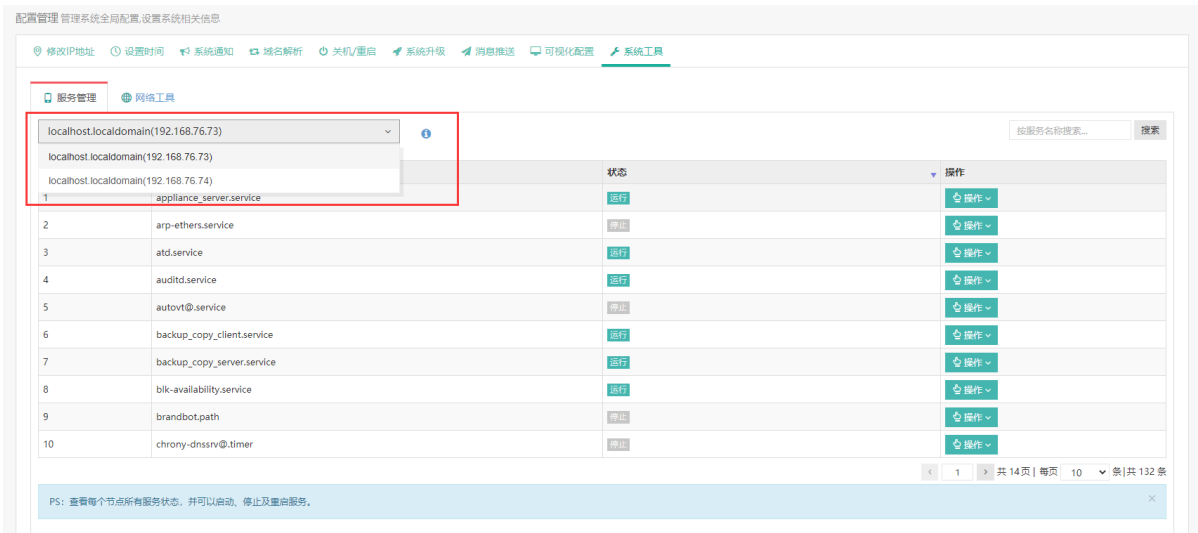 配置管理 管理系统全局配置,设置系统相关信息
修改IP地址 设置时间 系统通知 域名解析 关机/重启 系统升级 消息推送 可视化配置 系统工具
服务管理 网络工具
localhost.localdomain(192.168.76.73) 按服务名称搜索... 搜索
localhost.localdomain(192.168.76.73)
localhost.localdomain(192.168.76.74)
状态 操作
1 appliance_server.service 运行 操作
2 arp-ethers.service 停止 操作
3 atd.service 运行 操作
4 auditd.service 运行 操作
5 autovt@.service 停止 操作
6 backup_copy_client.service 运行 操作
7 backup_copy_server.service 运行 操作
8 blk-availability.service 运行 操作
9 brandbot.path 停止 操作
10 chrony-dnssrv@.timer 停止 操作
1 共 14页 | 每页 10 条|共 132 条
PS：查看每个节点所有服务状态，并可以启动、停止及重启服务。